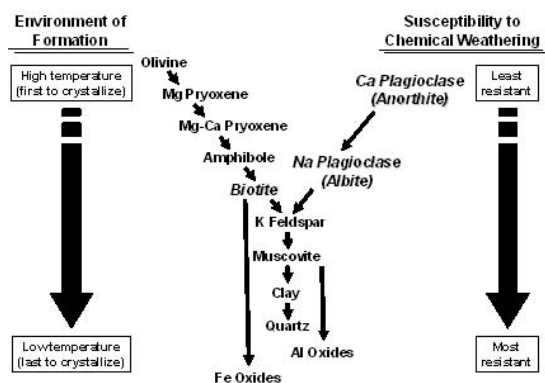 Environment of
Formation
Susceptibility to
Chemical Weathering
High temperature
(first to crystallize)
Olivine
Mg Pryoxene
Mg-Ca Pryoxene
Amphibole
Biotite
Ca Plagioclase
(Anorthite)
Na Plagioclase
(Albite)
K Feldspar
Muscovite
Clay
Quartz
Al Oxides
Fe Oxides
Least
resistant
Low temperature
(last to crystallize)
Most
resistant